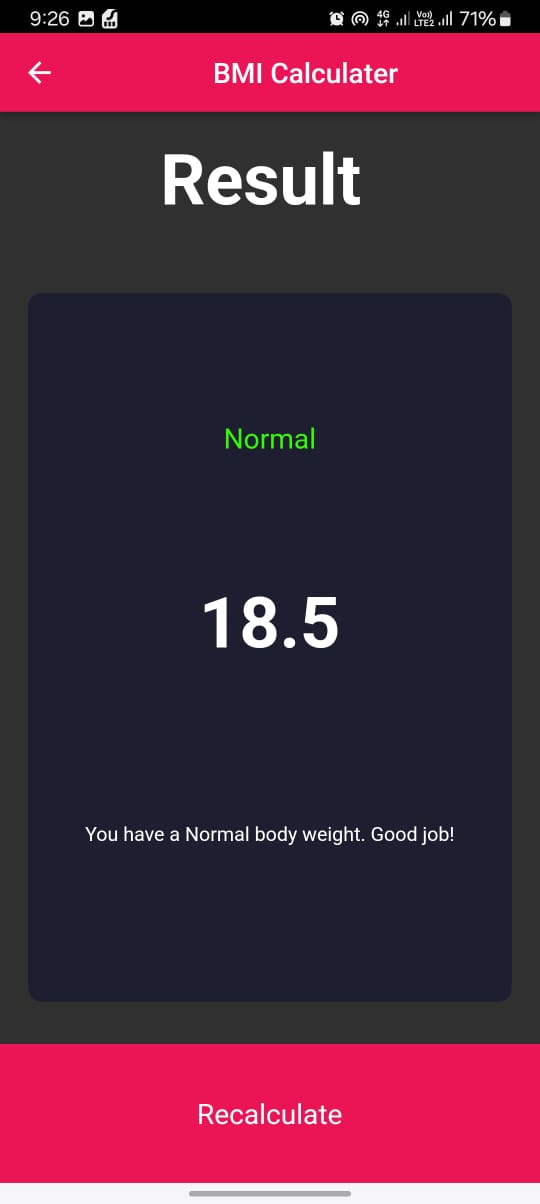 9:26 4G Vo) LTE2 71%
BMI Calculater
Result
Normal
18.5
You have a Normal body weight. Good job!
Recalculate